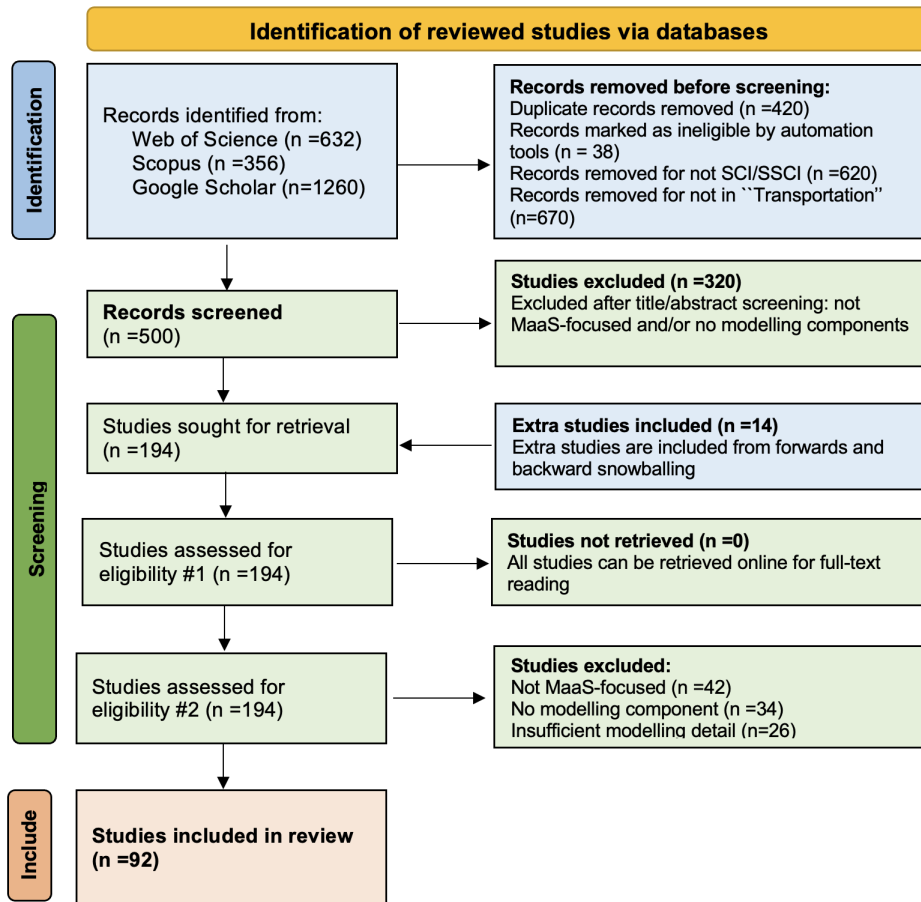 Identification of reviewed studies via databases
Identification
Records identified from:
Web of Science (n =632)
Scopus (n =356)
Google Scholar (n=1260)
Records removed before screening:
Duplicate records removed (n =420)
Records marked as ineligible by automation
tools (n = 38)
Records removed for not SCI/SSCI (n =620)
Records removed for not in ``Transportation''
(n=670)
Screening
Records screened
(n =500)
Studies excluded (n =320)
Excluded after title/abstract screening: not
MaaS-focused and/or no modelling components
Studies sought for retrieval
(n =194)
Extra studies included (n =14)
Extra studies are included from forwards and
backward snowballing
Studies assessed for
eligibility #1 (n =194)
Studies not retrieved (n =0)
All studies can be retrieved online for full-text
reading
Studies assessed for
eligibility #2 (n =194)
Studies excluded:
Not MaaS-focused (n =42)
No modelling component (n =34)
Insufficient modelling detail (n=26)
Include
Studies included in review
(n =92)